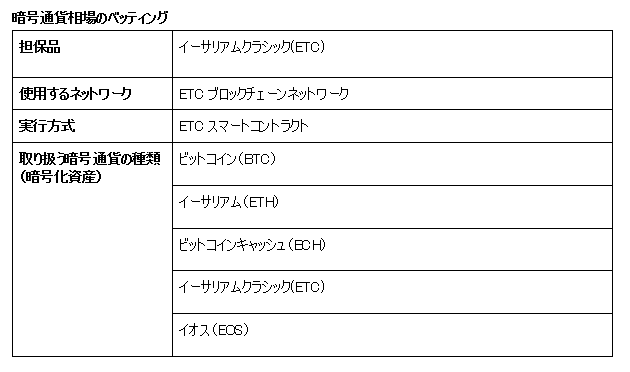 暗号通貨相場のベッティング
担保品
イーサリアムクラシック(ETC)
使用するネットワーク
ETC ブロックチェーンネットワーク
実行方式
ETC スマートコントラクト
取り扱う暗号通貨の種類
(暗号化資産)
ビットコイン(BTC)
イーサリアム(ETH)
ビットコインキャッシュ(ECH)
イーサリアムクラシック(ETC)
イオス(EOS)